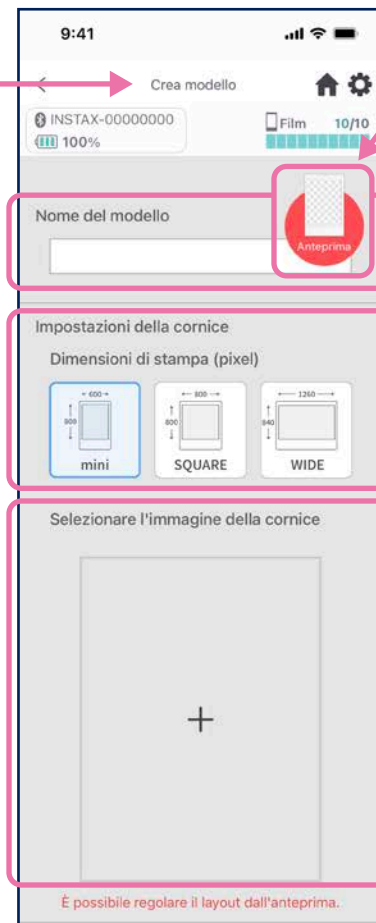 9:41
Crea modello
INSTAX-00000000
100%
Film 10/10
Nome del modello
Anteprima
Impostazioni della cornice
Dimensioni di stampa (pixel)
600
800
mini
800
800
SQUARE
1260
840
WIDE
Selezionare l'immagine della cornice
+
È possibile regolare il layout dall'anteprima.